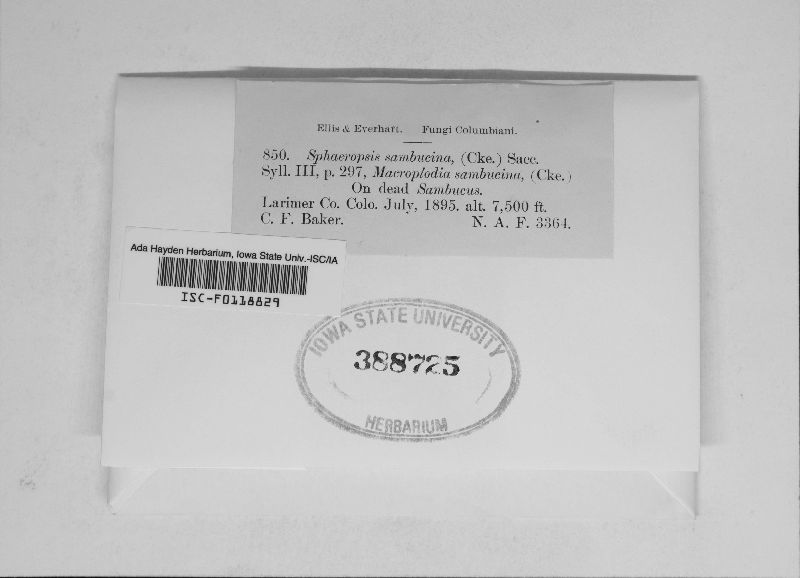 Ellis & Everhart. Fungi Columbiani.
850. Sphaeropsis sambucina, (Cke.) Sacc.
Syll. III, p. 297, Macroplodia sambucina, (Cke.)
On dead Sambucus.
Larimer Co. Colo. July, 1895. alt. 7,500 ft.
C. F. Baker. N. A. F. 3364.
Ada Hayden Herbarium, Iowa State Univ.-ISC/IA
ISC-F0118829
IOWA STATE UNIVERSITY
388725
HERBARIUM